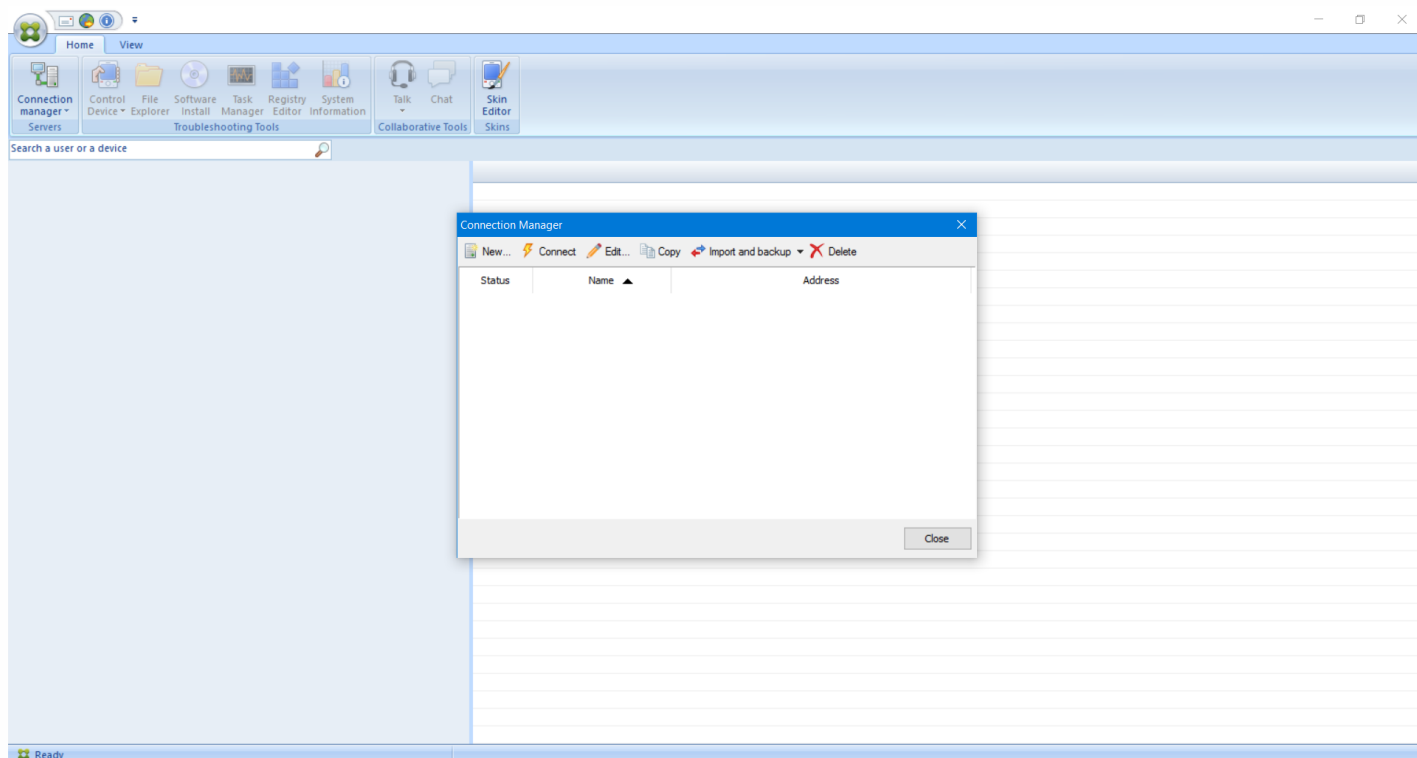 Home View
Connection manager
Control Device
File Explorer
Software Install
Task Manager
Registry Editor
System Information
Talk
Chat
Skin Editor
Servers Troubleshooting Tools Collaborative Tools Skins
Search a user or a device
Connection Manager
New... Connect Edit... Copy Import and backup Delete
Status Name Address
Close
Ready